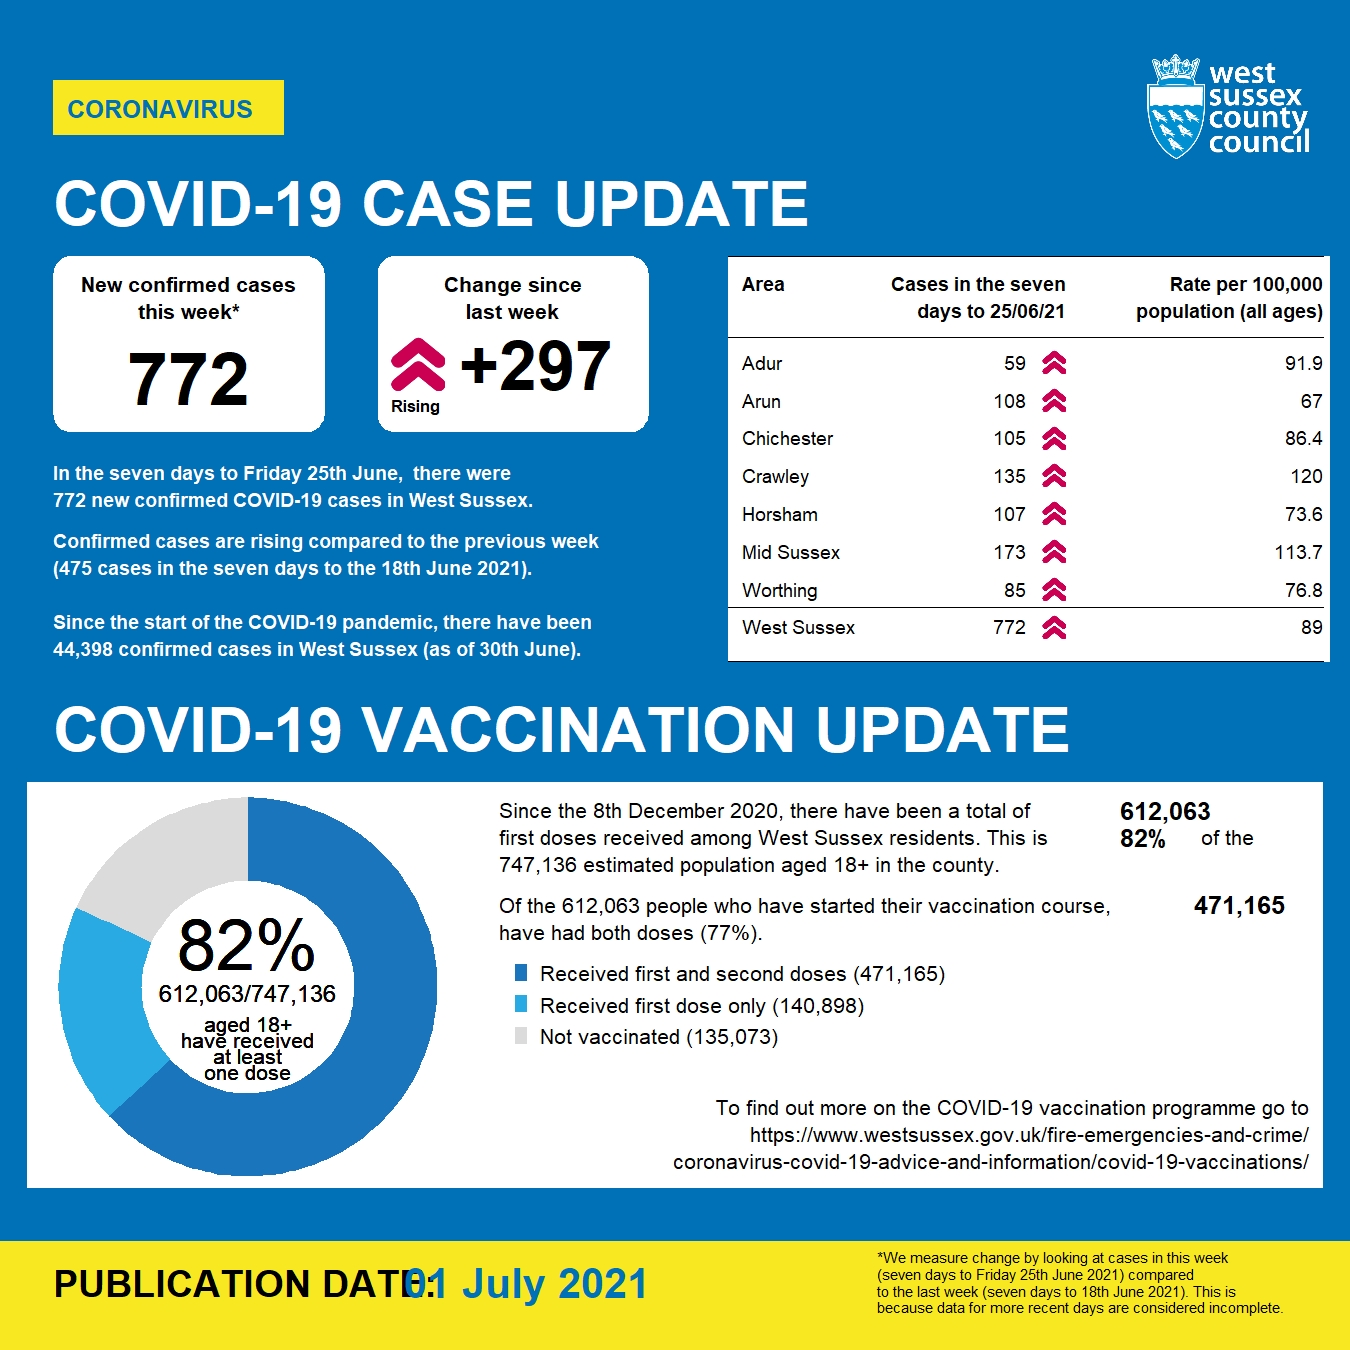 CORONAVIRUS
west
sussex
county
council
COVID-19 CASE UPDATE
New confirmed cases
this week*
772
Change since
last week
+297
Rising
In the seven days to Friday 25th June, there were
772 new confirmed COVID-19 cases in West Sussex.
Confirmed cases are rising compared to the previous week
(475 cases in the seven days to the 18th June 2021).
Since the start of the COVID-19 pandemic, there have been
44,398 confirmed cases in West Sussex (as of 30th June).
Area Cases in the seven Rate per 100,000
days to 25/06/21 population (all ages)
Adur 59 91.9
Arun 108 67
Chichester 105 86.4
Crawley 135 120
Horsham 107 73.6
Mid Sussex 173 113.7
Worthing 85 76.8
West Sussex 772 89
COVID-19 VACCINATION UPDATE
82%
612,063/747,136
aged 18+
have received
at least
one dose
Since the 8th December 2020, there have been a total of 612,063
first doses received among West Sussex residents. This is 82% of the
747,136 estimated population aged 18+ in the county.
Of the 612,063 people who have started their vaccination course, 471,165
have had both doses (77%).
Received first and second doses (471,165)
Received first dose only (140,898)
Not vaccinated (135,073)
To find out more on the COVID-19 vaccination programme go to
https://www.westsussex.gov.uk/fire-emergencies-and-crime/
coronavirus-covid-19-advice-and-information/covid-19-vaccinations/
PUBLICATION DATE: 01 July 2021
*We measure change by looking at cases in this week
(seven days to Friday 25th June 2021) compared
to the last week (seven days to 18th June 2021). This is
because data for more recent days are considered incomplete.